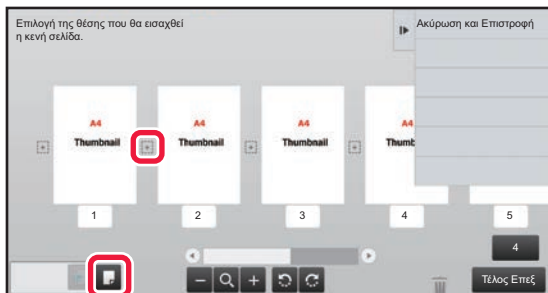 Επιλογή της θέσης που θα εισαχθεί
η κενή σελίδα.
Ακύρωση και Επιστροφή
A4
Thumbnail
A4
Thumbnail
A4
Thumbnail
A4
Thumb
1
2
3
4
5
4
Τέλος Επεξ